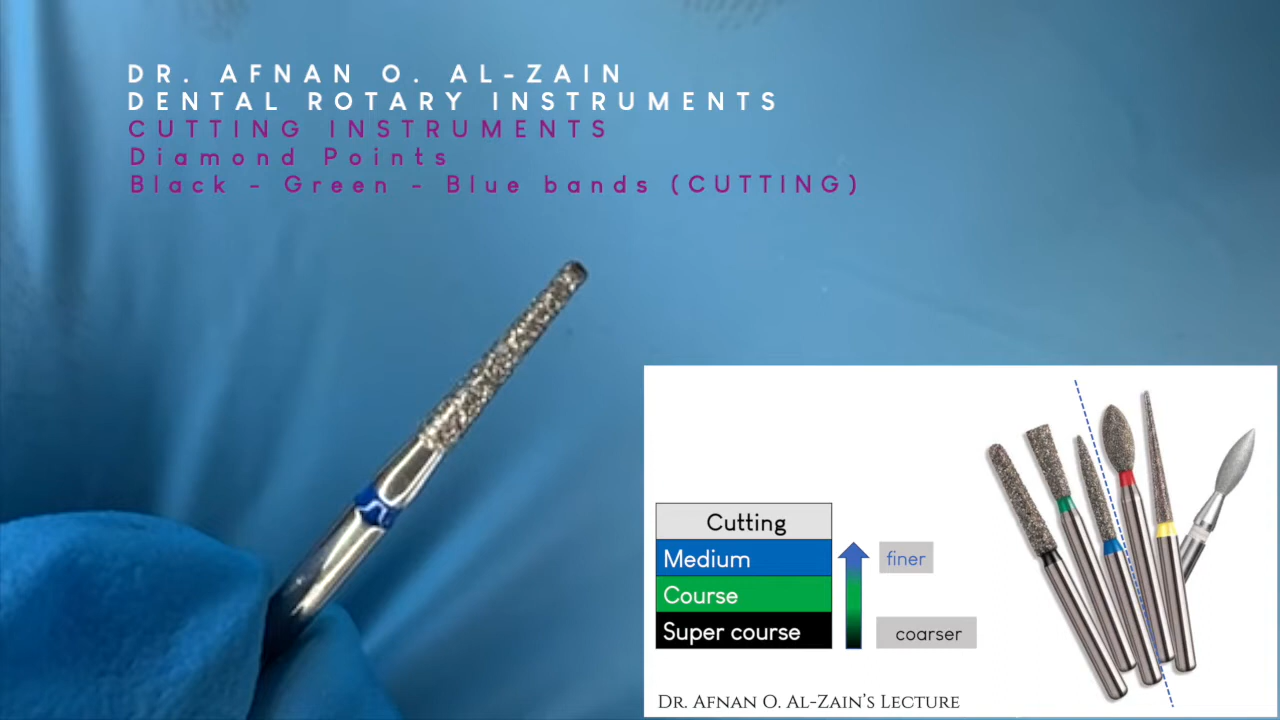 DR. AFNAN O. AL-ZAIN
DENTAL ROTARY INSTRUMENTS
CUTTING INSTRUMENTS
Diamond Points
Black - Green - Blue bands (CUTTING)
Cutting
Medium
Course
Super course
finer
coarser
DR. AFNAN O. AL-ZAIN'S LECTURE